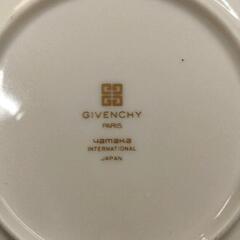 GIVENCHY
PARIS
yamaka
INTERNATIONAL
JAPAN